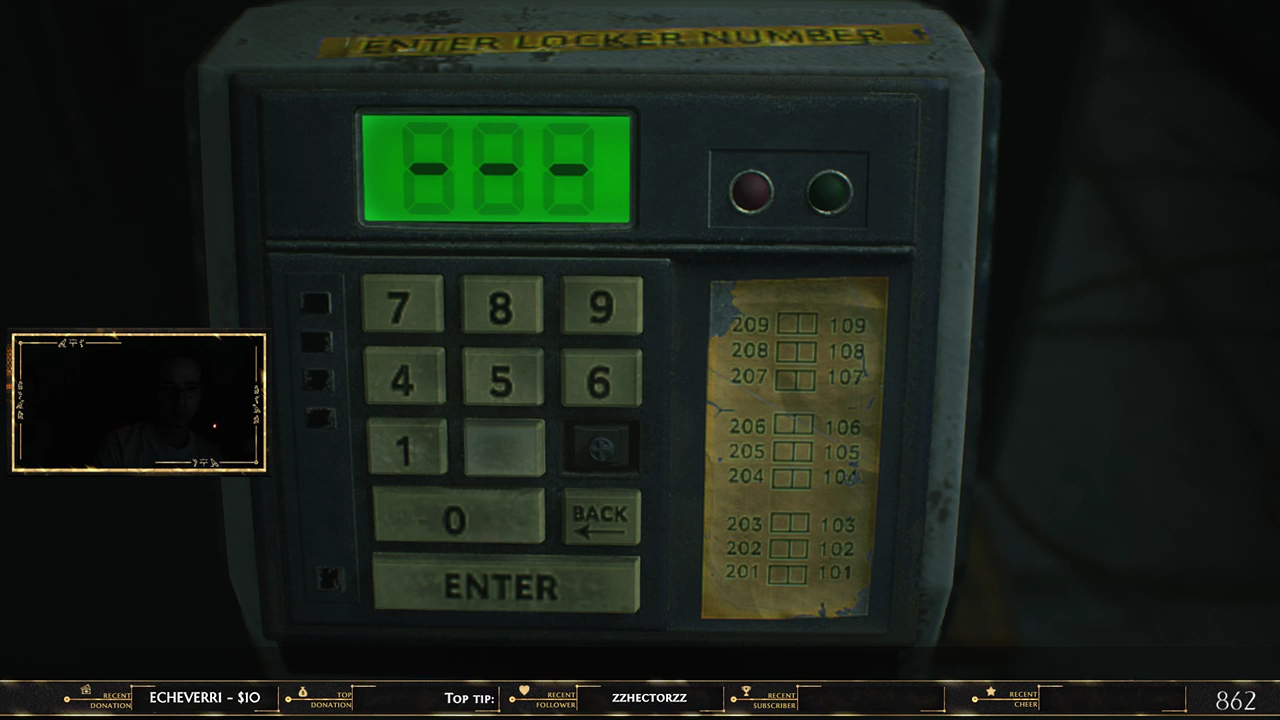 ENTER LOCKER NUMBER
7 8 9
4 5 6
1
0 BACK
ENTER
209 109
208 108
207 107
206 106
205 105
204 104
203 103
202 102
201 101
RECENT DONATION
ECHEVERR1 - $10
TOP DONATION
TOP TIP:
RECENT FOLLOWER
ZZHECTORZZ
RECENT SUBSCRIBER
RECENT CHEER
862